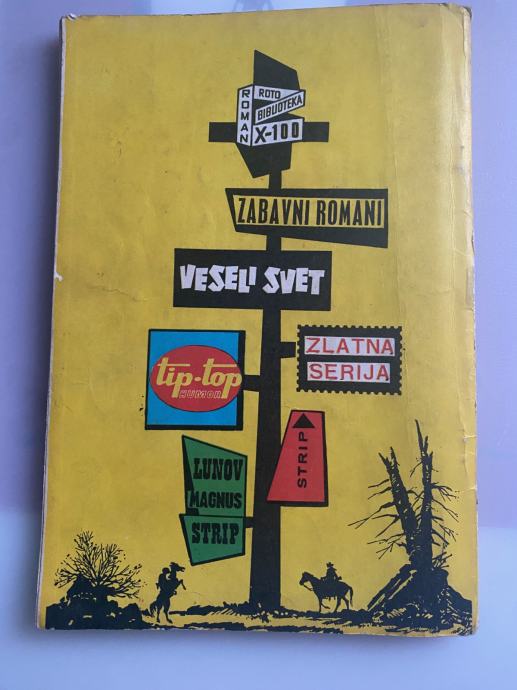 ROMAN
ROTO
BIBLIOTEKA
X-100
ZABAVNI ROMANI
VESELI SVET
tip-top
HUMOR
ZLATNA
SERIJA
STRIP
LUNOV
MAGNUS
STRIP